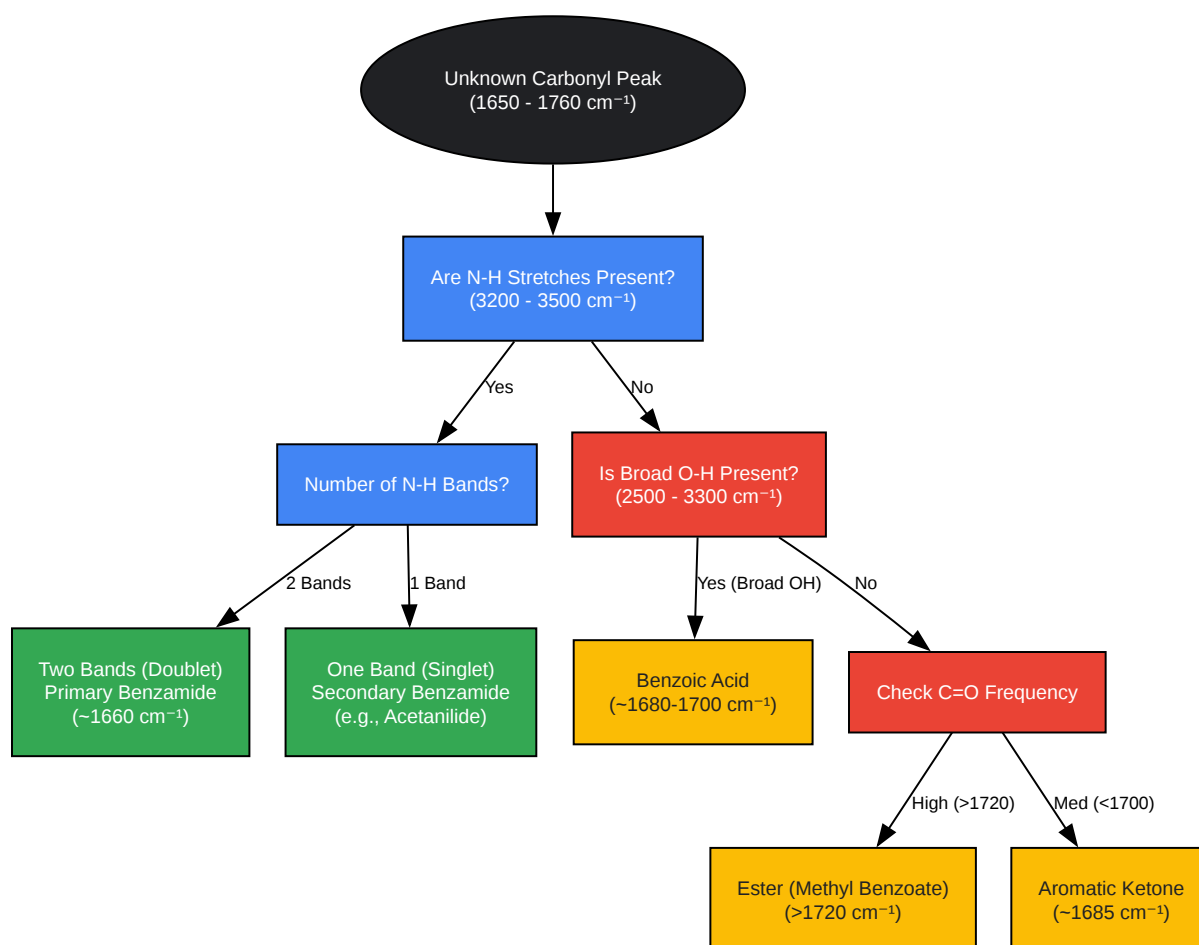 Unknown Carbonyl Peak
(1650 - 1760 cm⁻¹)
Are N-H Stretches Present?
(3200 - 3500 cm⁻¹)
Yes
No
Number of N-H Bands?
Is Broad O-H Present?
(2500 - 3300 cm⁻¹)
2 Bands
1 Band
Yes (Broad OH)
No
Two Bands (Doublet)
Primary Benzamide
(~1660 cm⁻¹)
One Band (Singlet)
Secondary Benzamide
(e.g., Acetanilide)
Benzoic Acid
(~1680-1700 cm⁻¹)
Check C=O Frequency
High (>1720)
Med (<1700)
Ester (Methyl Benzoate)
(>1720 cm⁻¹)
Aromatic Ketone
(~1685 cm⁻¹)